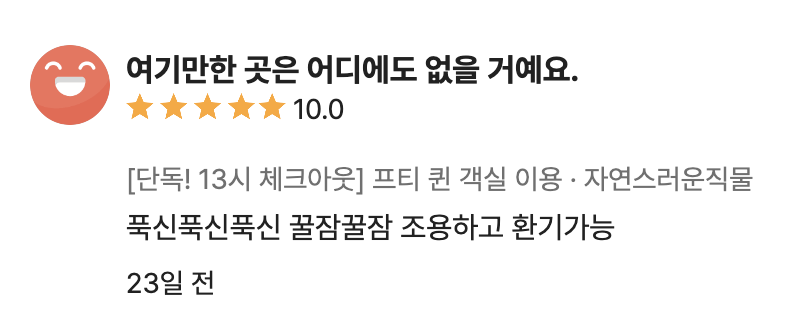 여기만한 곳은 어디에도 없을 거예요.
10.0
[단독! 13시 체크아웃] 프티 퀸 객실 이용 · 자연스러운직물
푹신푹신푹신 꿀잠꿀잠 조용하고 환기가능
23일 전